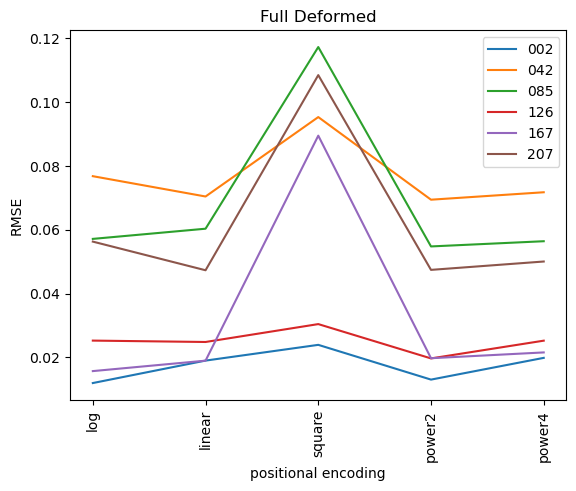 Full Deformed
RMSE
0.12
0.10
0.08
0.06
0.04
0.02
002
042
085
126
167
207
log
linear
square
power2
power4
positional encoding